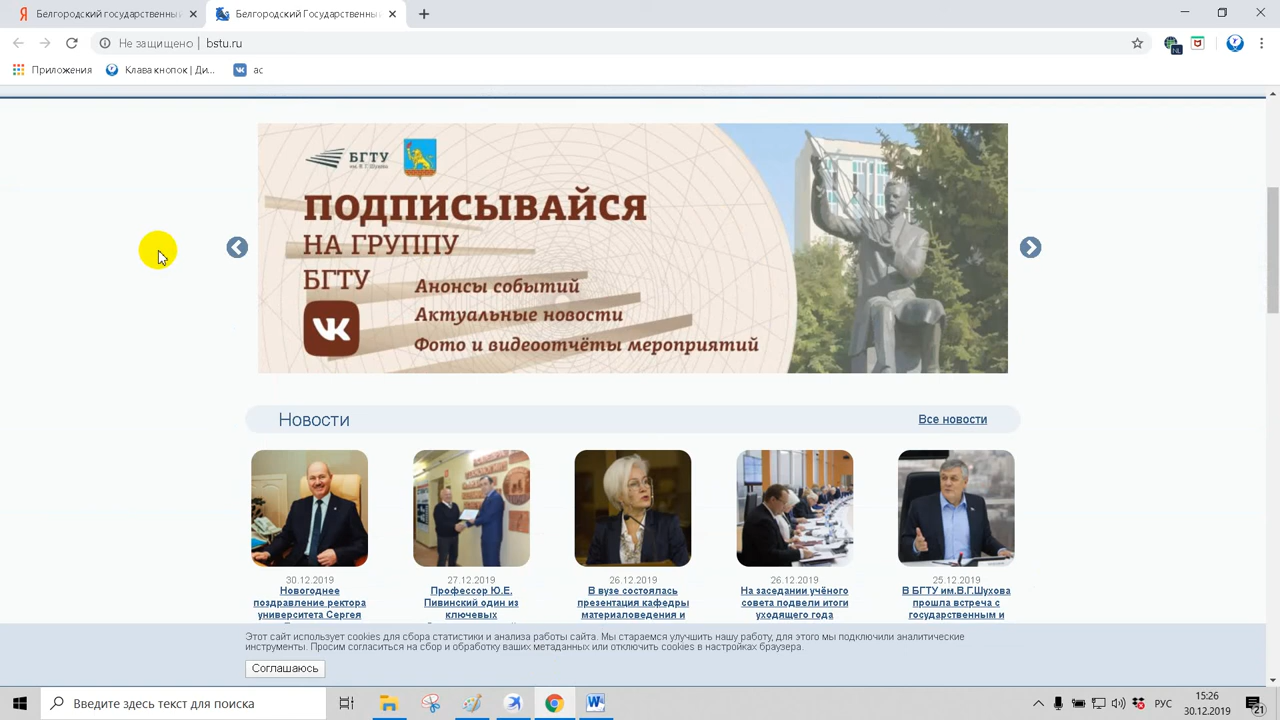 Белгородский государственны
Белгородский Государственны
Не защищено
bstu.ru
NL
Приложения
Клава кнопок | Ди...
ас
БГТУ
ПОДПИСЫВАЙСЯ
НА ГРУППУ
БГТУ
Анонсы событий
Актуальные новости
Фото и видеоотчёты мероприятий
Новости
Все новости
30.12.2019
Новогоднее
поздравление ректора
университета Сергея
27.12.2019
Профессор Ю.Е.
Пивинский один из
ключевых
26.12.2019
В вузе состоялась
презентация кафедры
материаловедения и
26.12.2019
На заседании учёного
совета подвели итоги
уходящего года
25.12.2019
В БГТУ им.В.Г.Шухова
прошла встреча с
государственным и
Этот сайт использует cookies для сбора статистики и анализа работы сайта. Мы стараемся улучшить нашу работу, для этого мы подключили аналитические
инструменты. Просим согласиться на сбор и обработку ваших метаданных или отключить cookies в настройках браузера.
Соглашаюсь
Введите здесь текст для поиска
РУС
15:26
30.12.2019
21